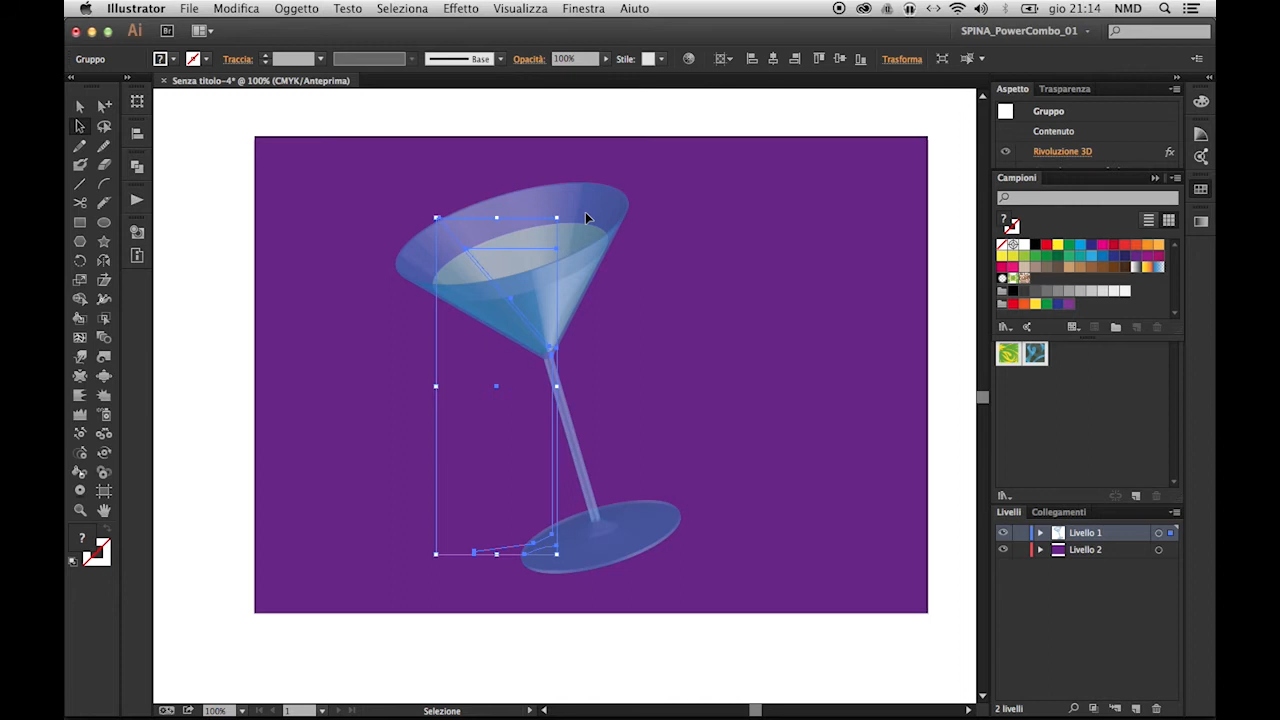 Illustrator File Modifica Oggetto Testo Seleziona Effetto Visualizza Finestra Aiuto gio 21:14 NMD
Ai Br SPINA_PowerCombo_01
Gruppo ? Traccia: Base Opacità: 100% Stile: Trasforma
× Senza titolo-4* @ 100% (CMYK/Anteprima)
Aspetto Trasparenza
Gruppo
Contenuto
Rivoluzione 3D fx
Campioni
?
Livelli Collegamenti
Livello 1
Livello 2
?
100% 1 Selezione 2 livelli